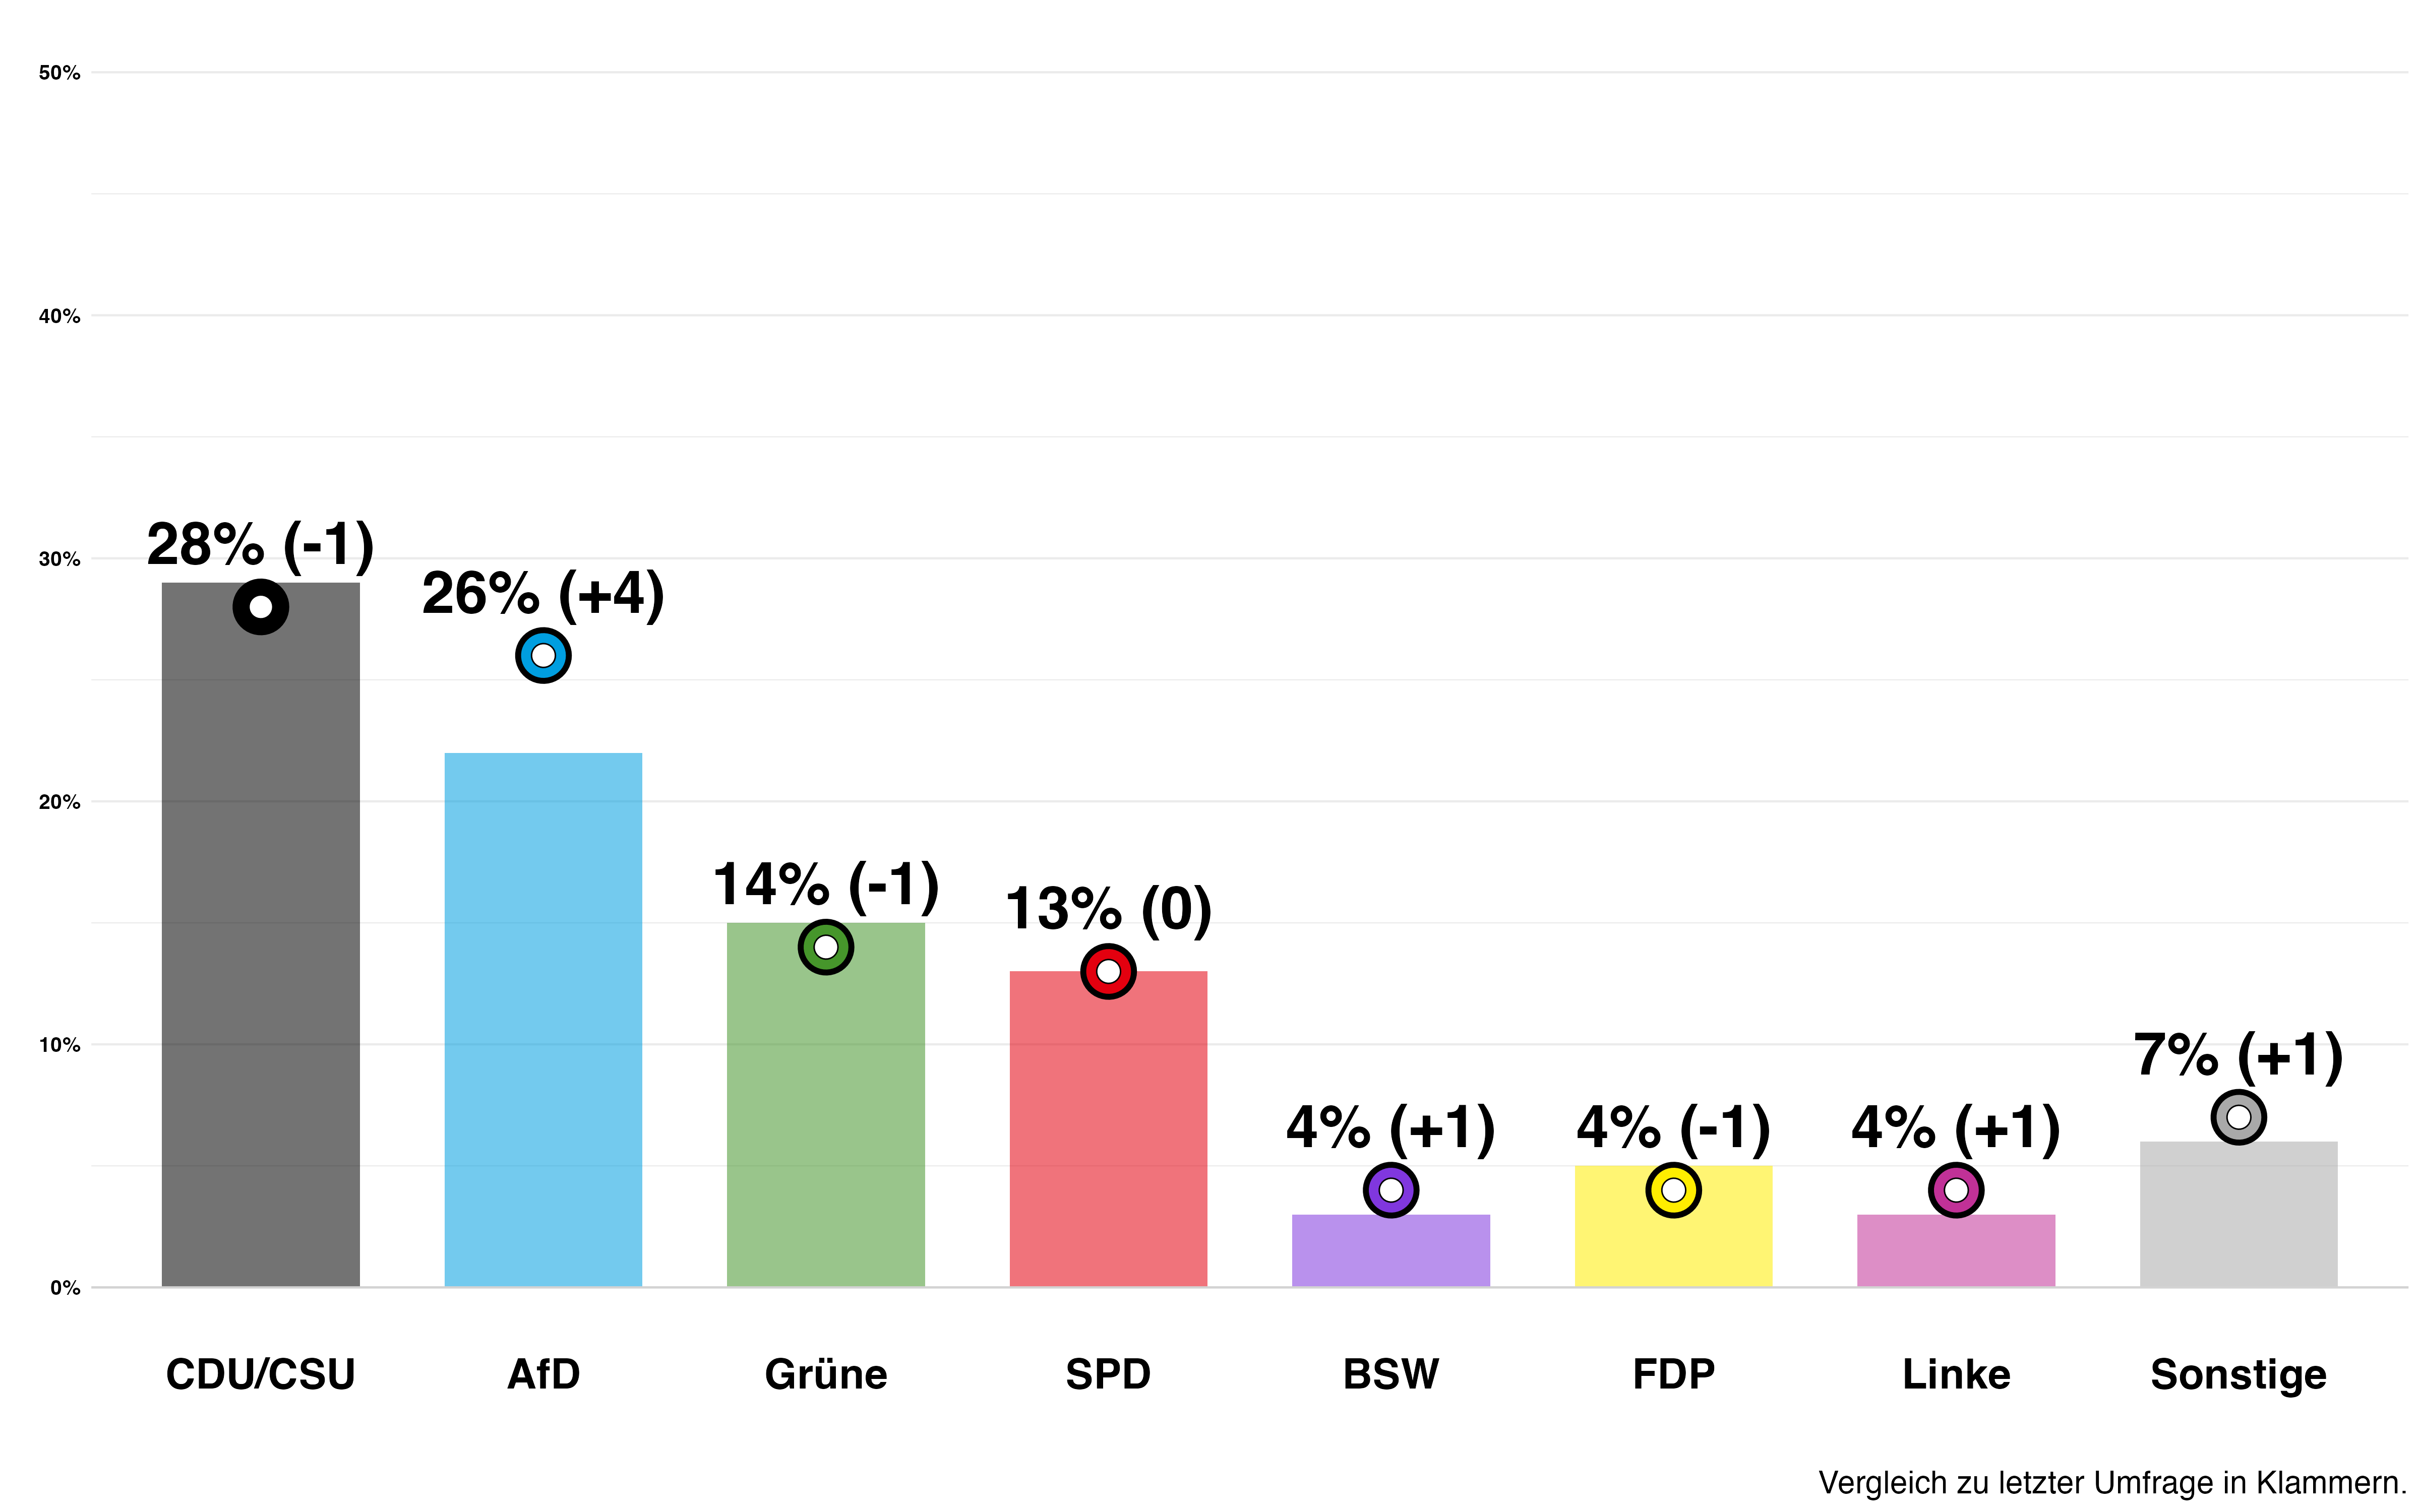 50%
40%
30%
20%
10%
0%
28% (-1)
26% (+4)
14% (-1)
13% (0)
4% (+1)
4% (-1)
4% (+1)
7% (+1)
CDU/CSU
AfD
Grüne
SPD
BSW
FDP
Linke
Sonstige
Vergleich zu letzter Umfrage in Klammern.